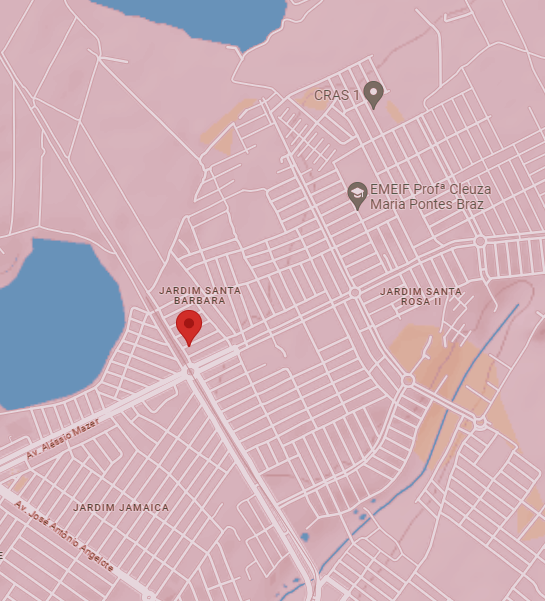 CRAS 1
EMEIF Profª Cleuza
Maria Pontes Braz
JARDIM SANTA
BARBARA
JARDIM SANTA
ROSA II
Av. Aléssio Mazer
JARDIM JAMAICA
Av. José Antônio Angelote
E